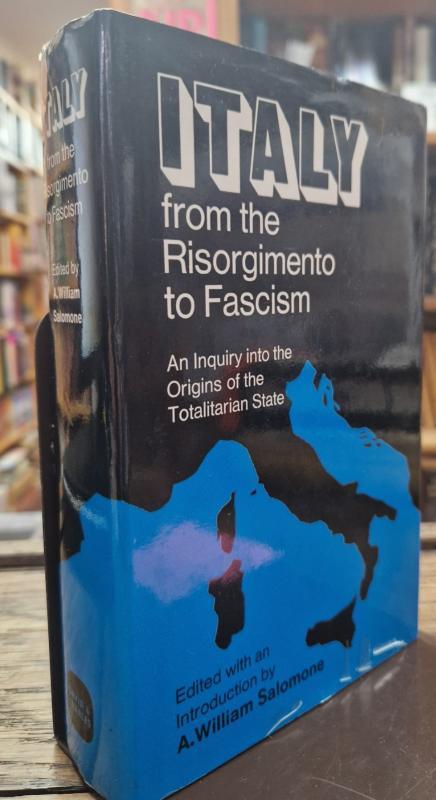 ITALY
from the
Risorgimento
to Fascism
An Inquiry into the
Origins of the
Totalitarian State
Edited with an
Introduction by
A. William Salomone
ITALY
from the
Risorgimento
to Fascism
Edited by
A. William
Salomone